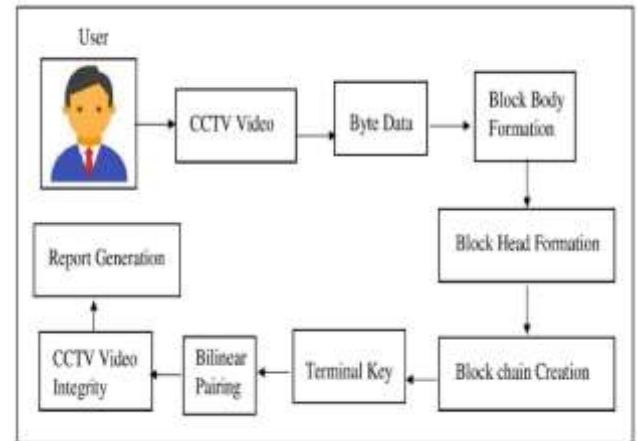 User
CCTV Video
Byte Data
Block Body
Formation
Block Head Formation
Block chain Creation
Terminal Key
Bilinear
Pairing
CCTV Video
Integrity
Report Generation